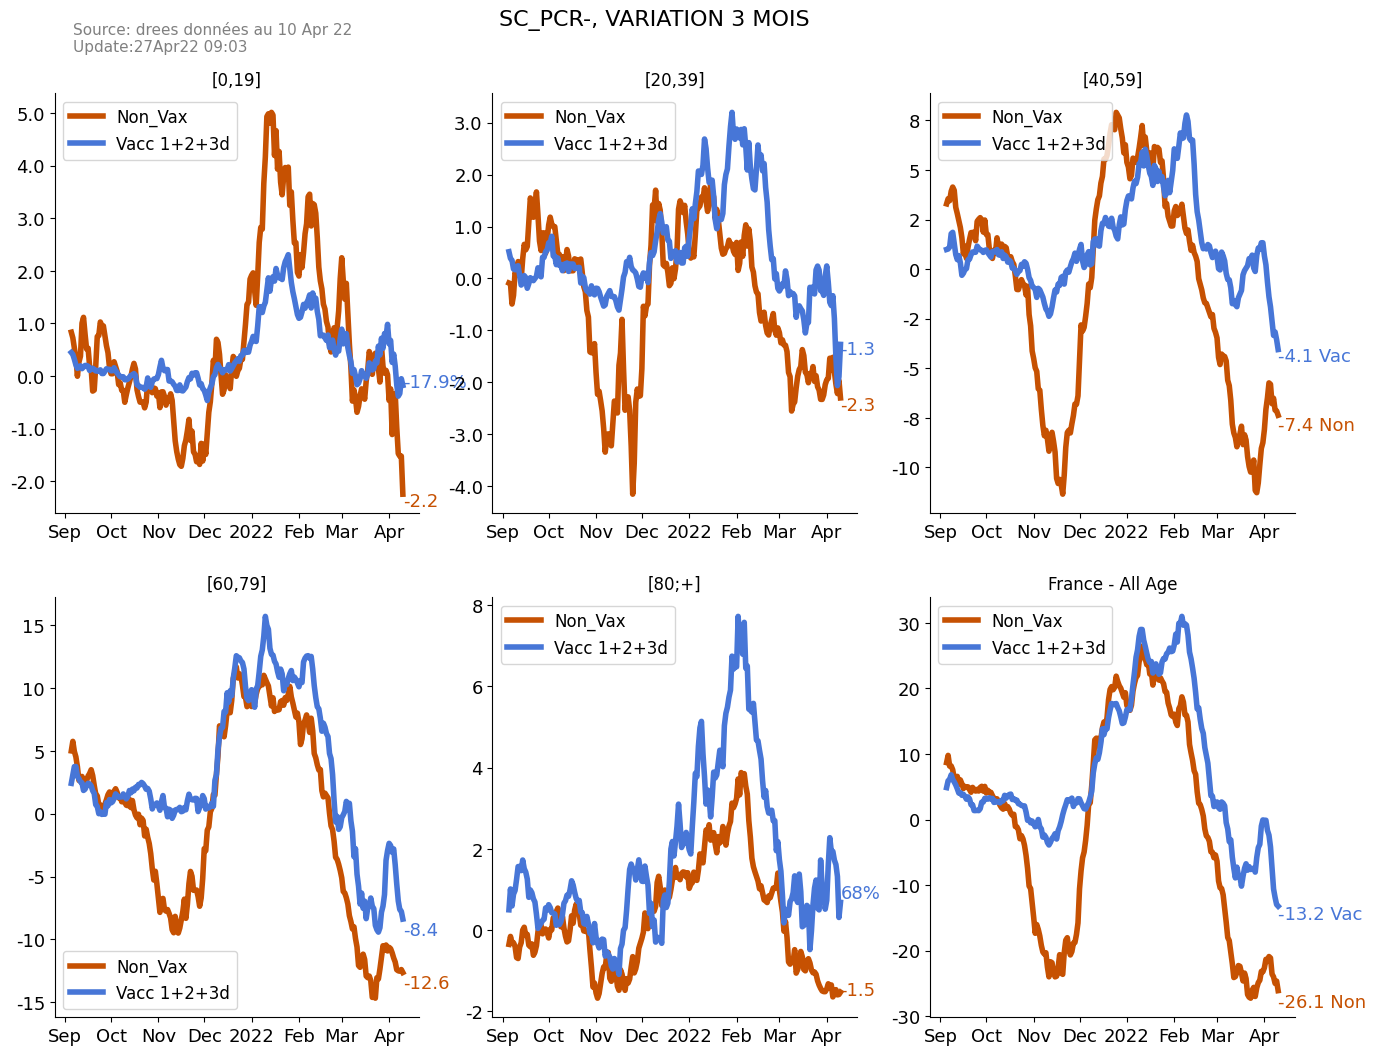 SC_PCR-, VARIATION 3 MOIS
Source: drees données au 10 Apr 22
Update:27Apr22 09:03
[0,19]
Non_Vax
Vacc 1+2+3d
5.0
4.0
3.0
2.0
1.0
0.0
-1.0
-2.0
-17.9%
-2.2
Sep Oct Nov Dec 2022 Feb Mar Apr
[20,39]
Non_Vax
Vacc 1+2+3d
3.0
2.0
1.0
0.0
-1.0
-2.0
-3.0
-4.0
-1.3
-2.3
Sep Oct Nov Dec 2022 Feb Mar Apr
[40,59]
Non_Vax
Vacc 1+2+3d
8
5
2
0
-2
-5
-8
-10
-4.1 Vac
-7.4 Non
Sep Oct Nov Dec 2022 Feb Mar Apr
[60,79]
Non_Vax
Vacc 1+2+3d
15
10
5
0
-5
-10
-15
-8.4
-12.6
Sep Oct Nov Dec 2022 Feb Mar Apr
[80;+]
Non_Vax
Vacc 1+2+3d
8
6
4
2
0
-2
68%
-1.5
Sep Oct Nov Dec 2022 Feb Mar Apr
France - All Age
Non_Vax
Vacc 1+2+3d
30
20
10
0
-10
-20
-30
-13.2 Vac
-26.1 Non
Sep Oct Nov Dec 2022 Feb Mar Apr